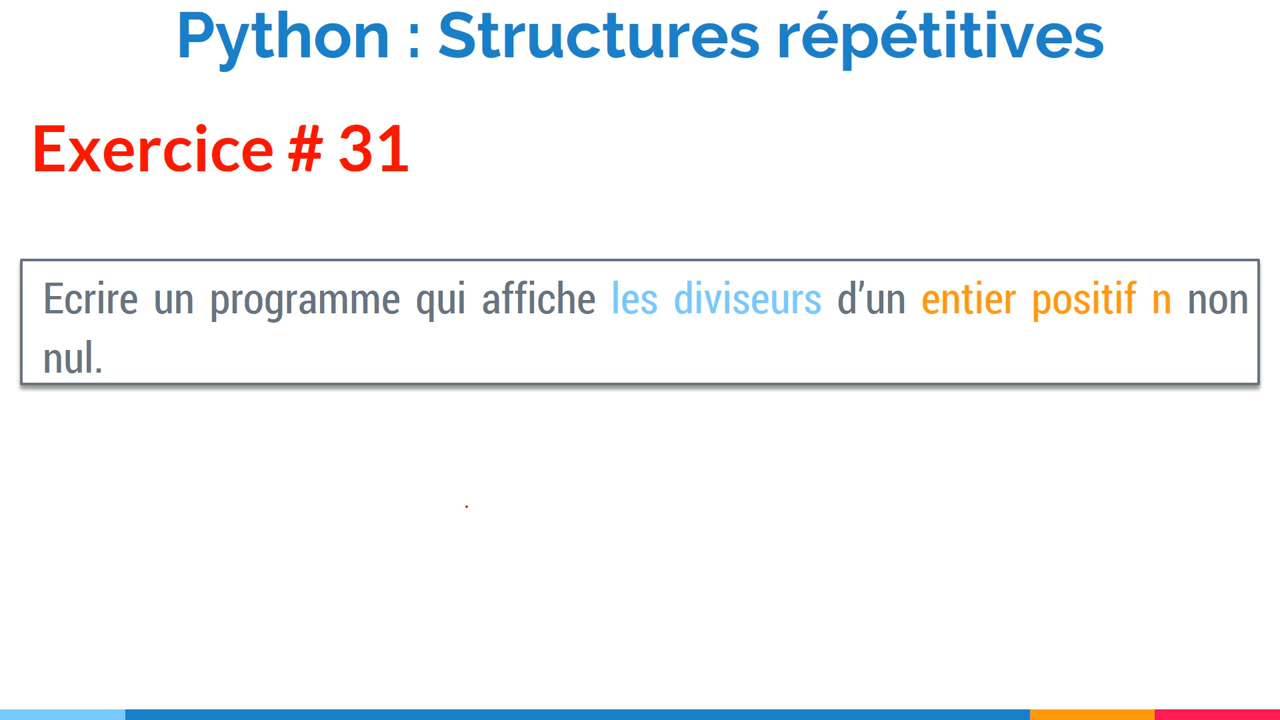 Python : Structures répétitives
Exercice # 31
Ecrire un programme qui affiche les diviseurs d’un entier positif n non
nul.